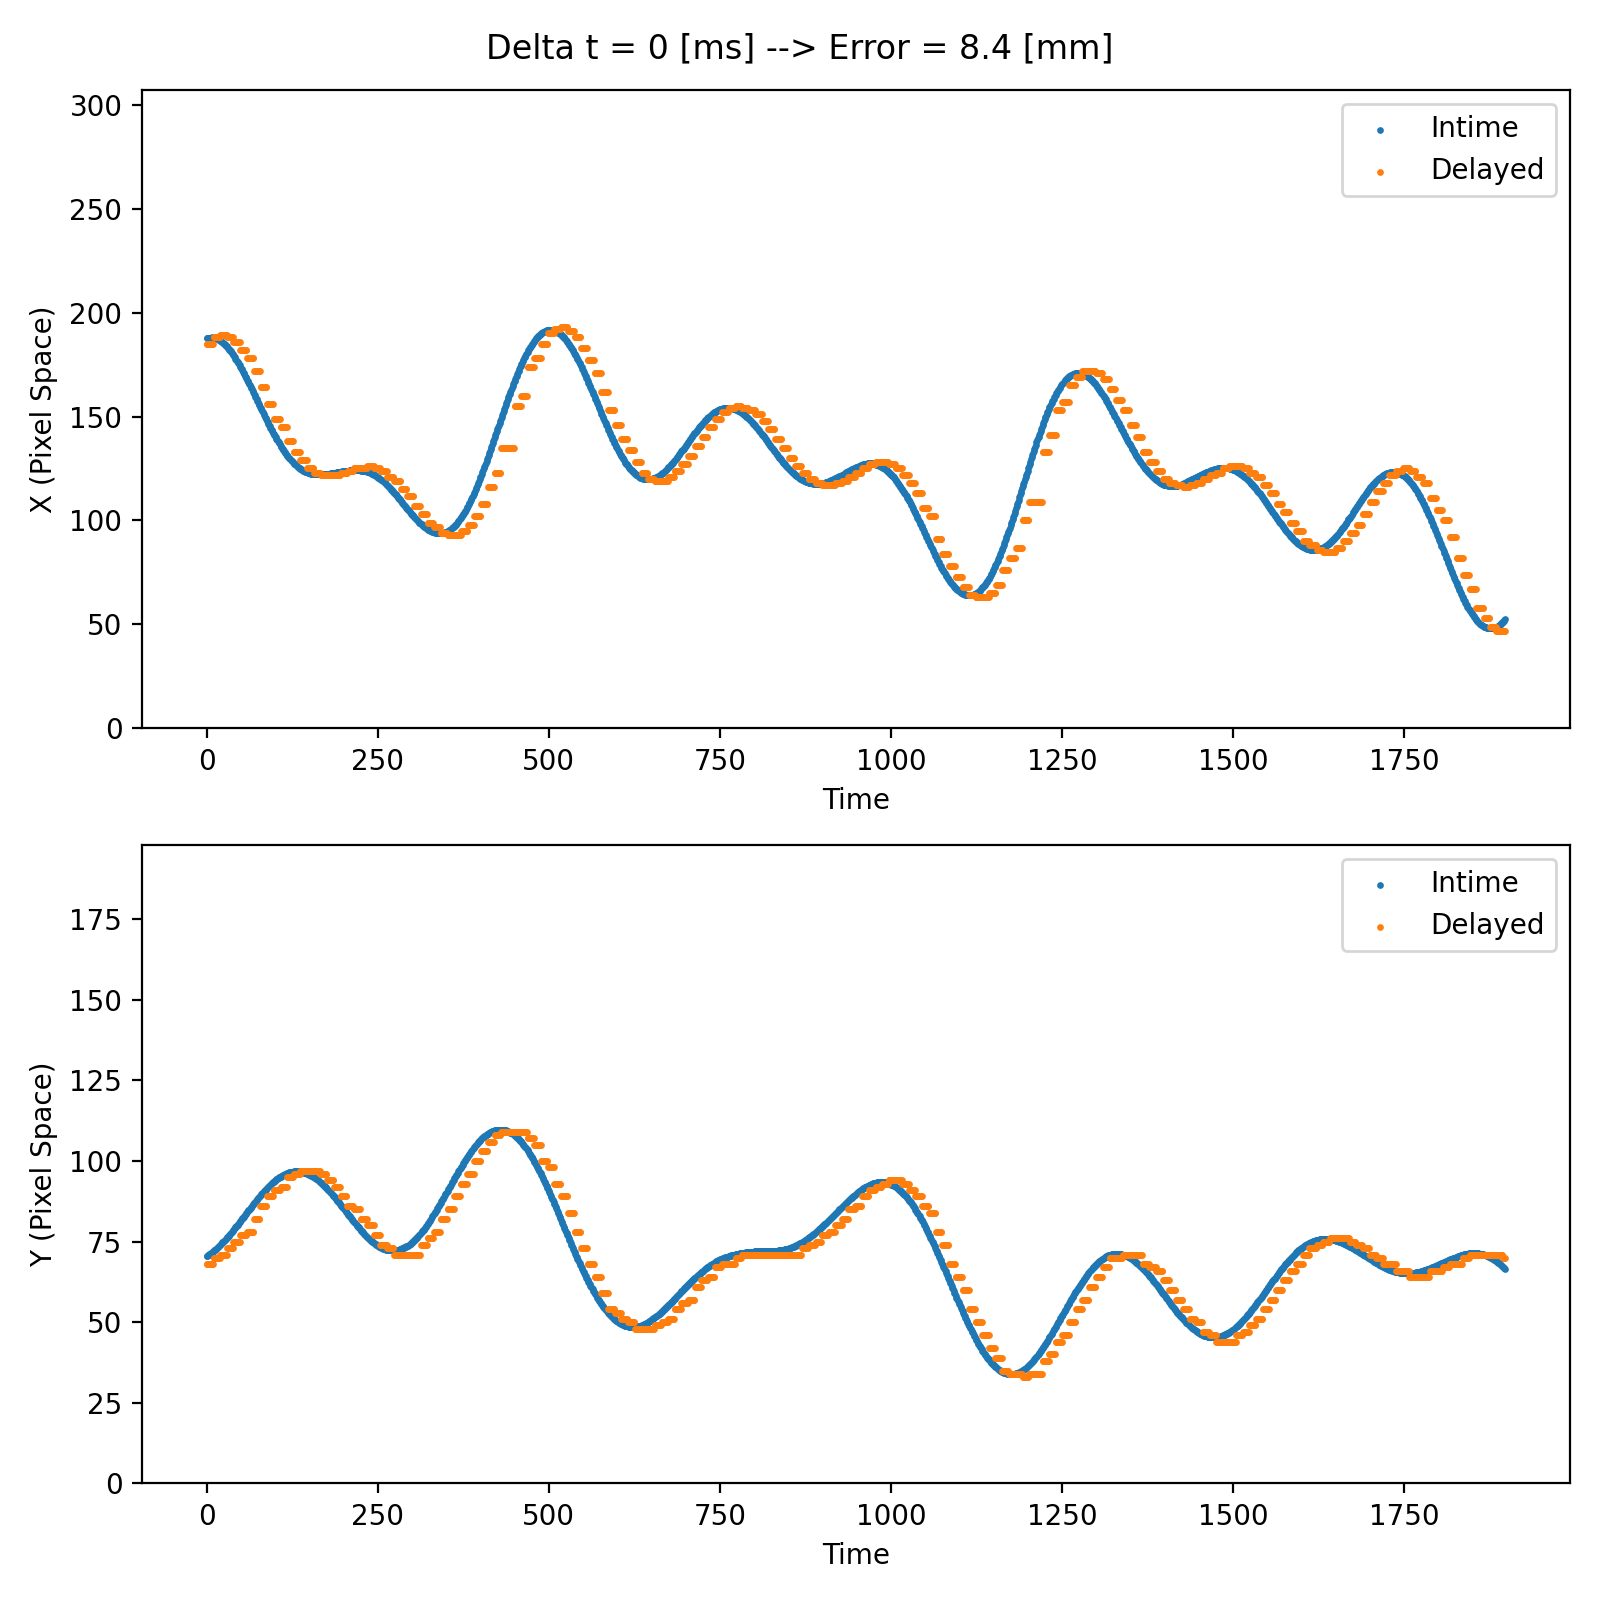 Delta t = 0 [ms] --> Error = 8.4 [mm]
300
250
200
150
100
50
0
X (Pixel Space)
Intime
Delayed
0 250 500 750 1000 1250 1500 1750
Time
175
150
125
100
75
50
25
0
Y (Pixel Space)
Intime
Delayed
0 250 500 750 1000 1250 1500 1750
Time